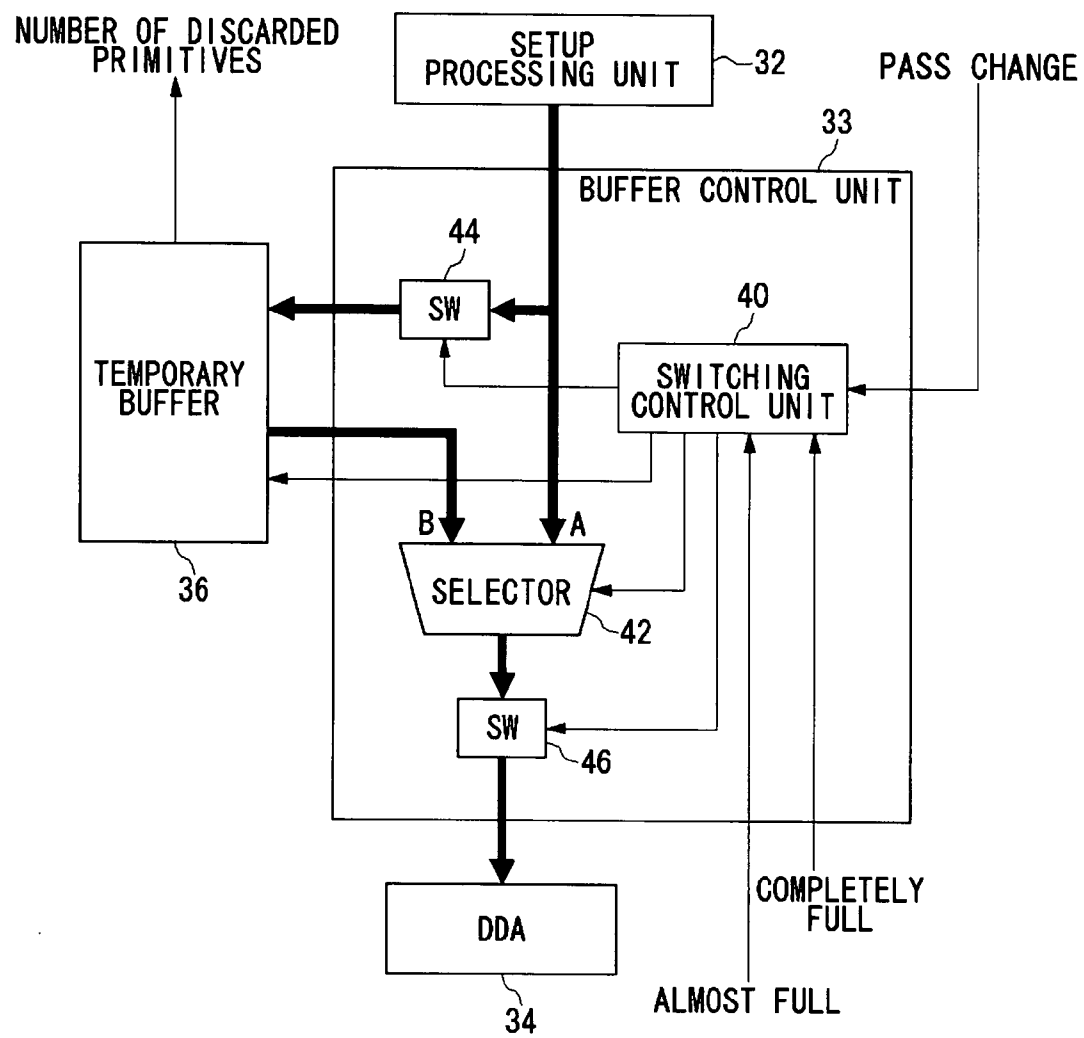 NUMBER OF DISCARDED
PRIMITIVES
SETUP
PROCESSING UNIT
32
PASS CHANGE
33
BUFFER CONTROL UNIT
44
SW
40
SWITCHING
CONTROL UNIT
TEMPORARY
BUFFER
36
B
A
SELECTOR
42
SW
46
COMPLETELY
FULL
DDA
34
ALMOST FULL